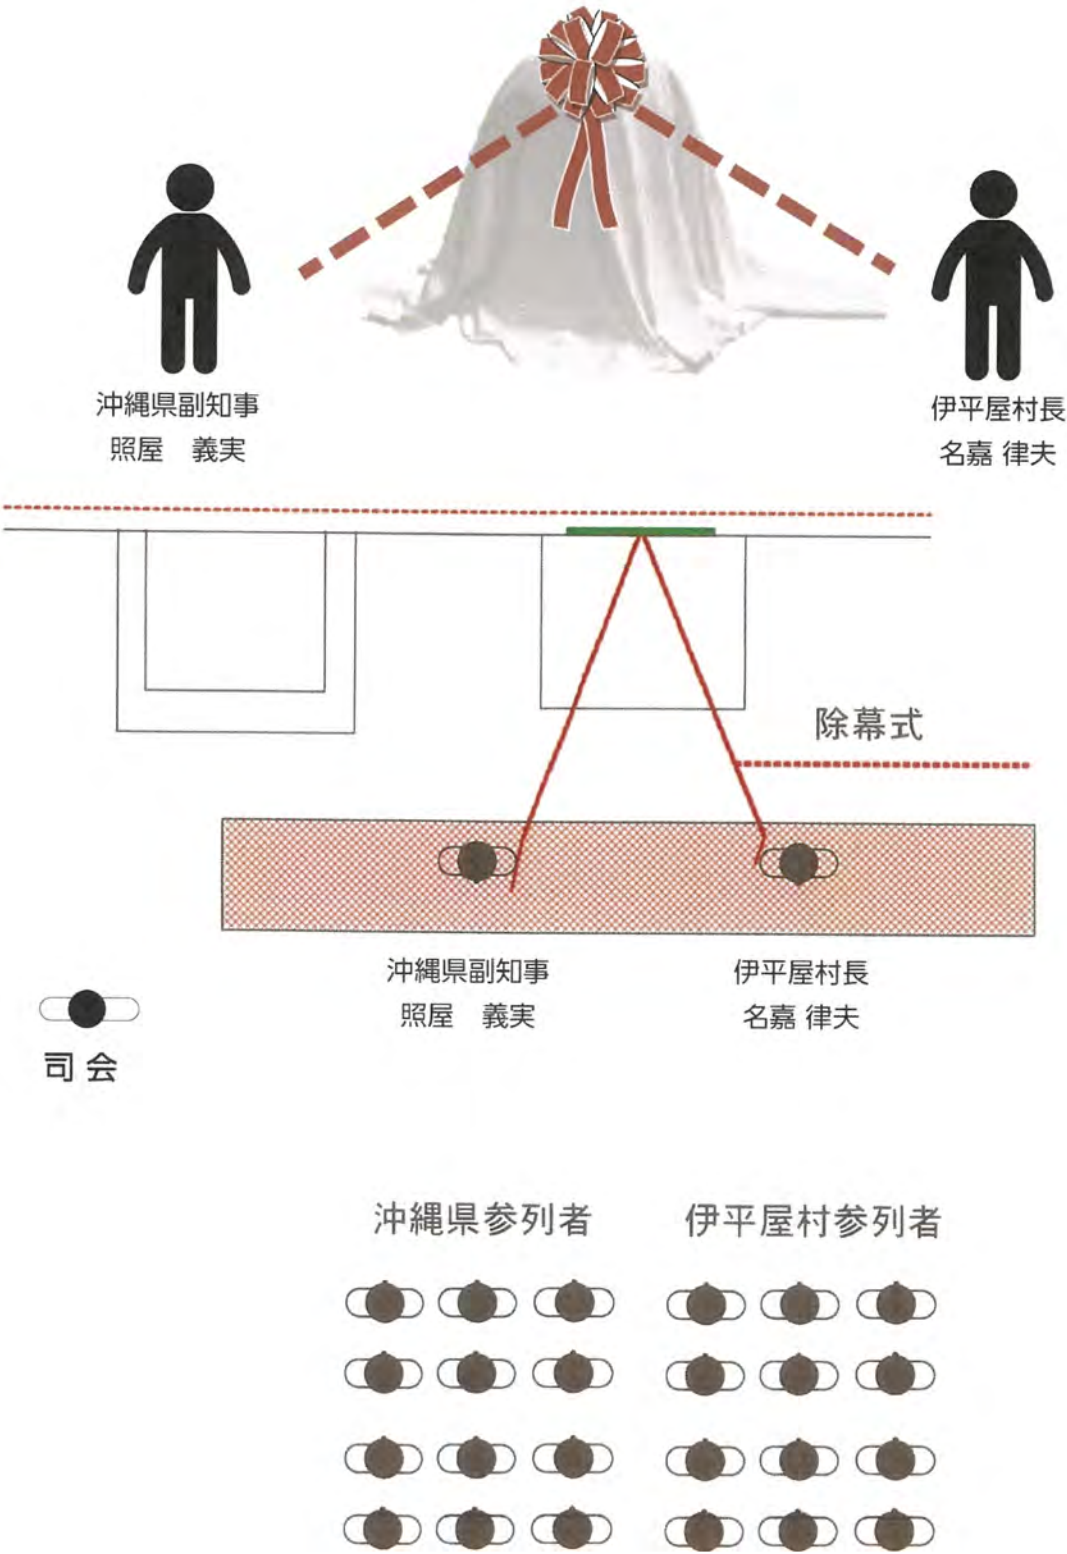 沖縄県副知事
照屋 義実
伊平屋村長
名嘉 律夫
除幕式
沖縄県副知事
照屋 義実
伊平屋村長
名嘉 律夫
司会
沖縄県参列者
伊平屋村参列者